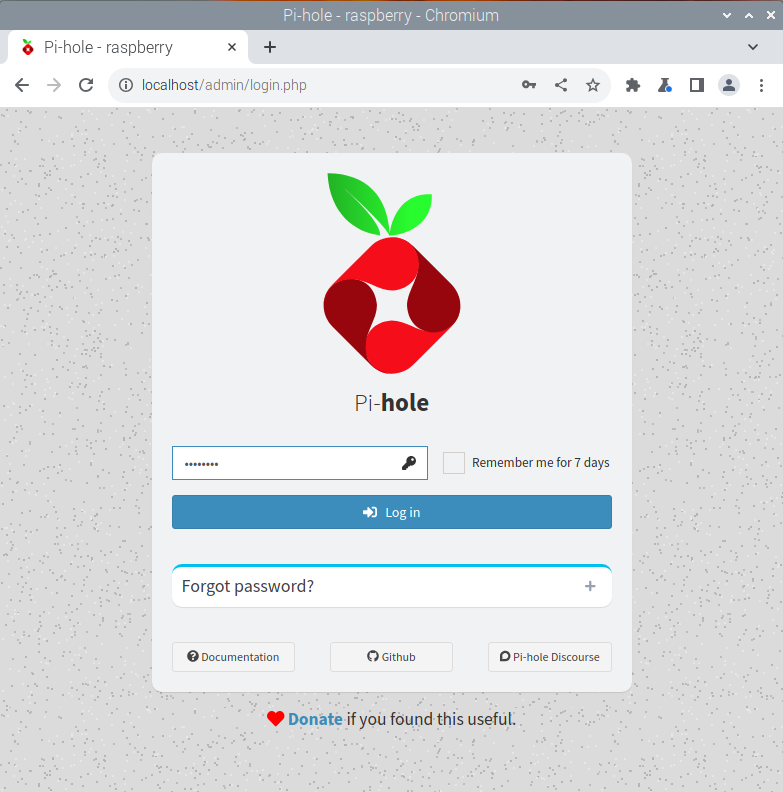 Pi-hole - raspberry - Chromium
Pi-hole - raspberry
localhost/admin/login.php
Pi-hole
••••••••
Remember me for 7 days
Log in
Forgot password?
Documentation
Github
Pi-hole Discourse
Donate if you found this useful.